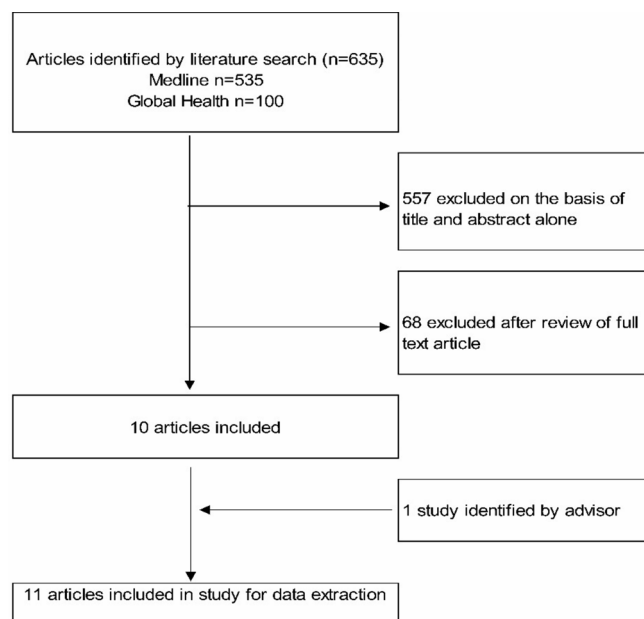 Articles identified by literature search (n=635)
Medline n=535
Global Health n=100
557 excluded on the basis of
title and abstract alone
68 excluded after review of full
text article
10 articles included
1 study identified by advisor
11 articles included in study for data extraction